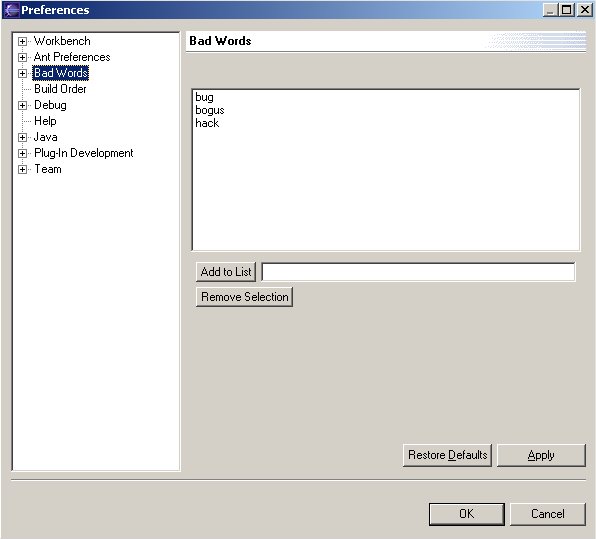 Preferences
Workbench
Ant Preferences
Bad Words
Build Order
Debug
Help
Java
Plug-In Development
Team
Bad Words
bug
bogus
hack
Add to List
Remove Selection
Restore Defaults
Apply
OK
Cancel